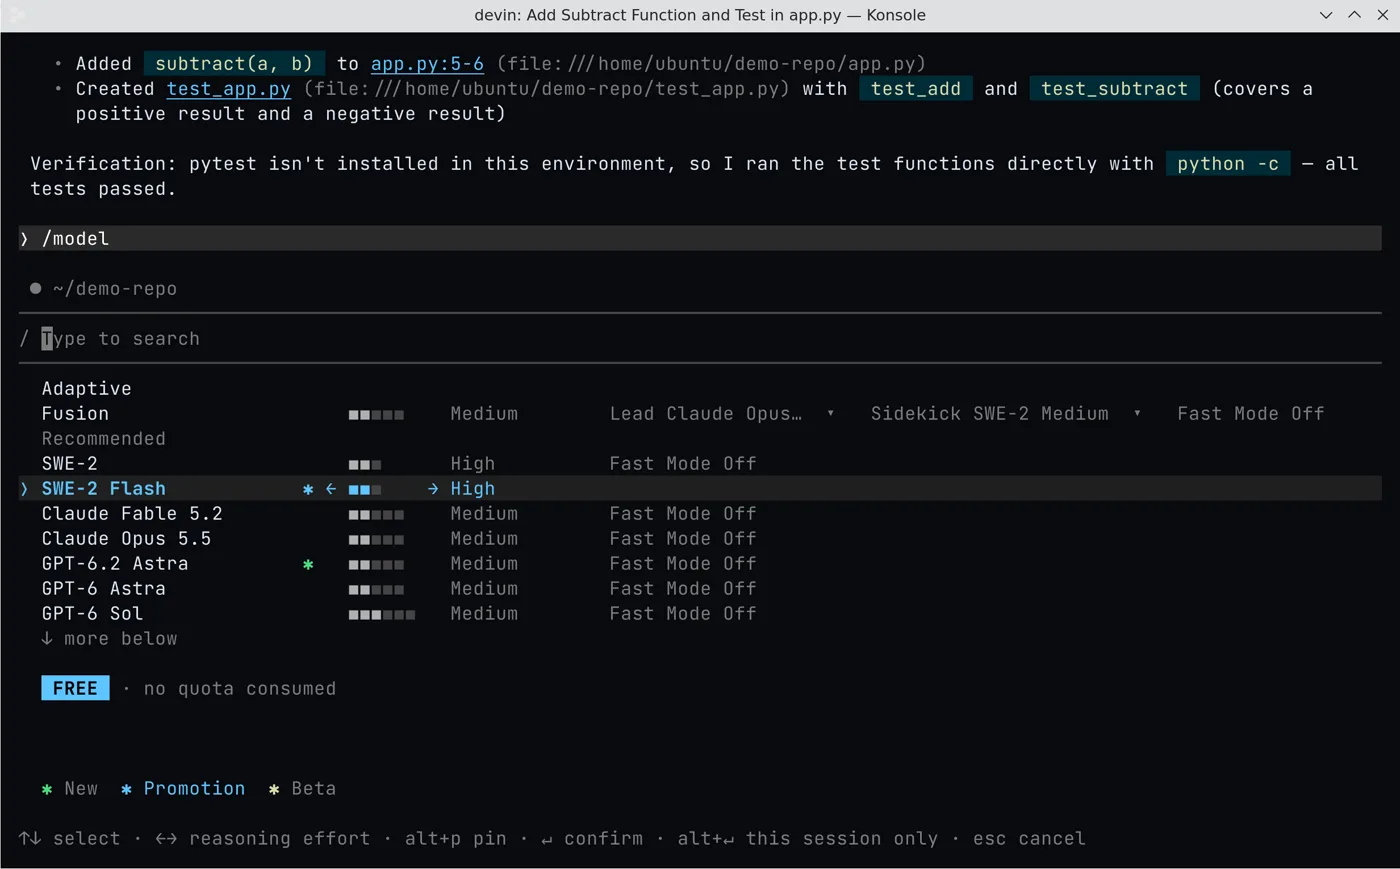 devin: Add Subtract Function and Test in app.py — Konsole
• Added subtract(a, b) to app.py:5-6 (file:///home/ubuntu/demo-repo/app.py)
• Created test_app.py (file:///home/ubuntu/demo-repo/test_app.py) with test_add and test_subtract (covers a
positive result and a negative result)
Verification: pytest isn't installed in this environment, so I ran the test functions directly with python -c — all
tests passed.
❯ /model
● ~/demo-repo
/ Type to search
Adaptive
Fusion ■■■■■ Medium Lead Claude Opus… ▾ Sidekick SWE-2 Medium ▾ Fast Mode Off
Recommended
SWE-2 ■■■ High Fast Mode Off
❯ SWE-2 Flash * ← ■■■ → High
Claude Fable 5.2 ■■■■■ Medium Fast Mode Off
Claude Opus 5.5 ■■■■■ Medium Fast Mode Off
GPT-6.2 Astra * ■■■■■ Medium Fast Mode Off
GPT-6 Astra ■■■■■ Medium Fast Mode Off
GPT-6 Sol ■■■■■■ Medium Fast Mode Off
↓ more below
FREE · no quota consumed
* New * Promotion * Beta
↑↓ select · ↔ reasoning effort · alt+p pin · ↵ confirm · alt+↵ this session only · esc cancel